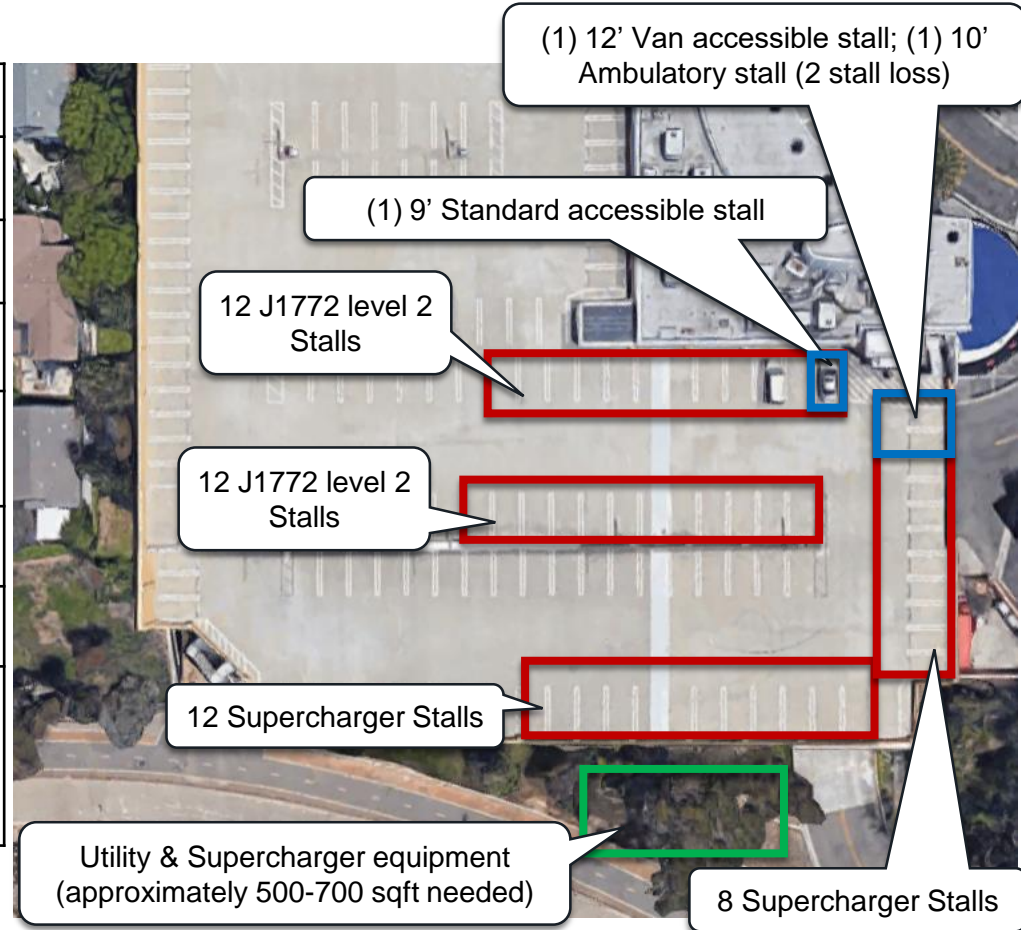 (1) 12’ Van accessible stall; (1) 10’
Ambulatory stall (2 stall loss)
(1) 9’ Standard accessible stall
12 J1772 level 2
Stalls
12 J1772 level 2
Stalls
12 Supercharger Stalls
Utility & Supercharger equipment
(approximately 500-700 sqft needed)
8 Supercharger Stalls